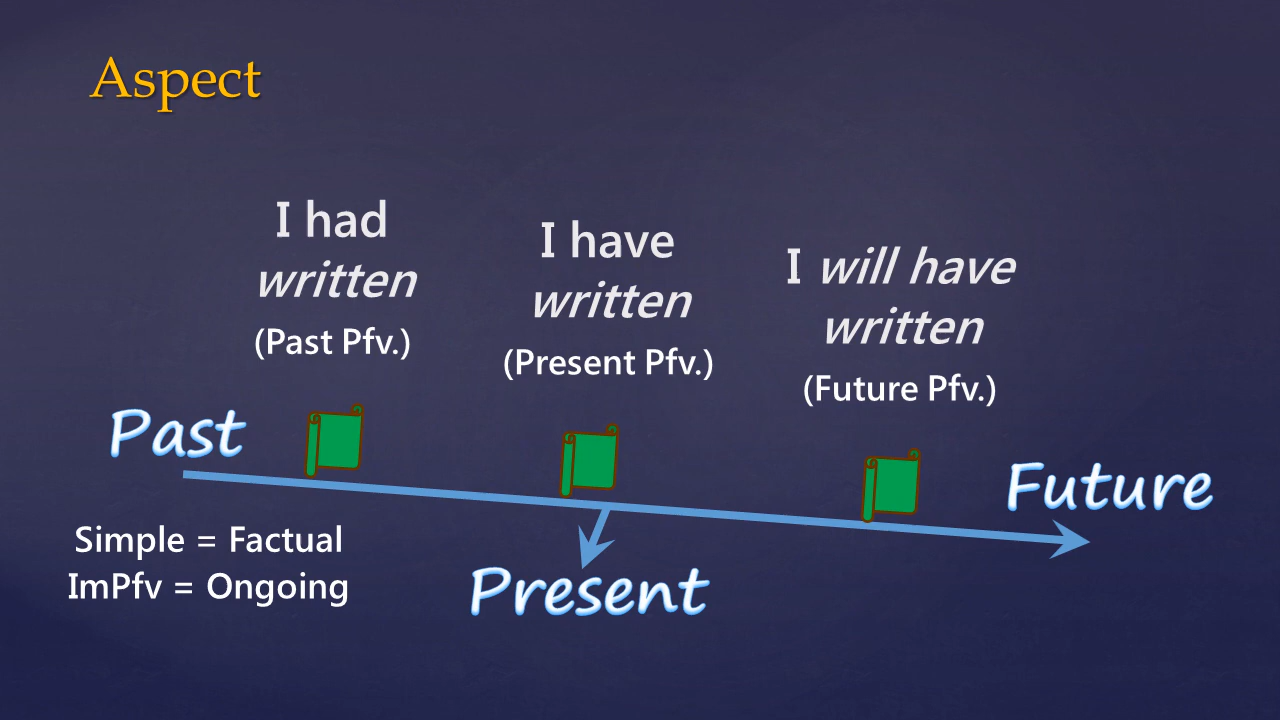 Aspect
I had
written
(Past Pfv.)
I have
written
(Present Pfv.)
I will have
written
(Future Pfv.)
Past
Future
Simple = Factual
ImPfv = Ongoing
Present